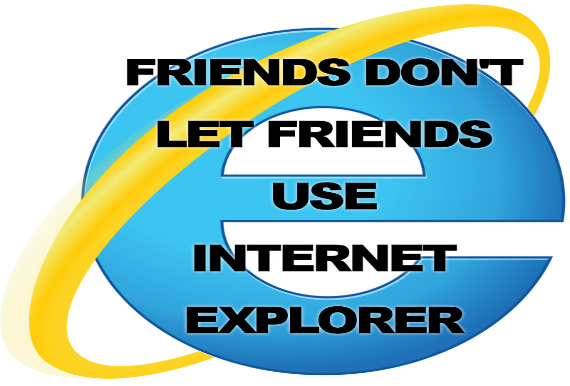 FRIENDS DON'T
LET FRIENDS
USE
INTERNET
EXPLORER